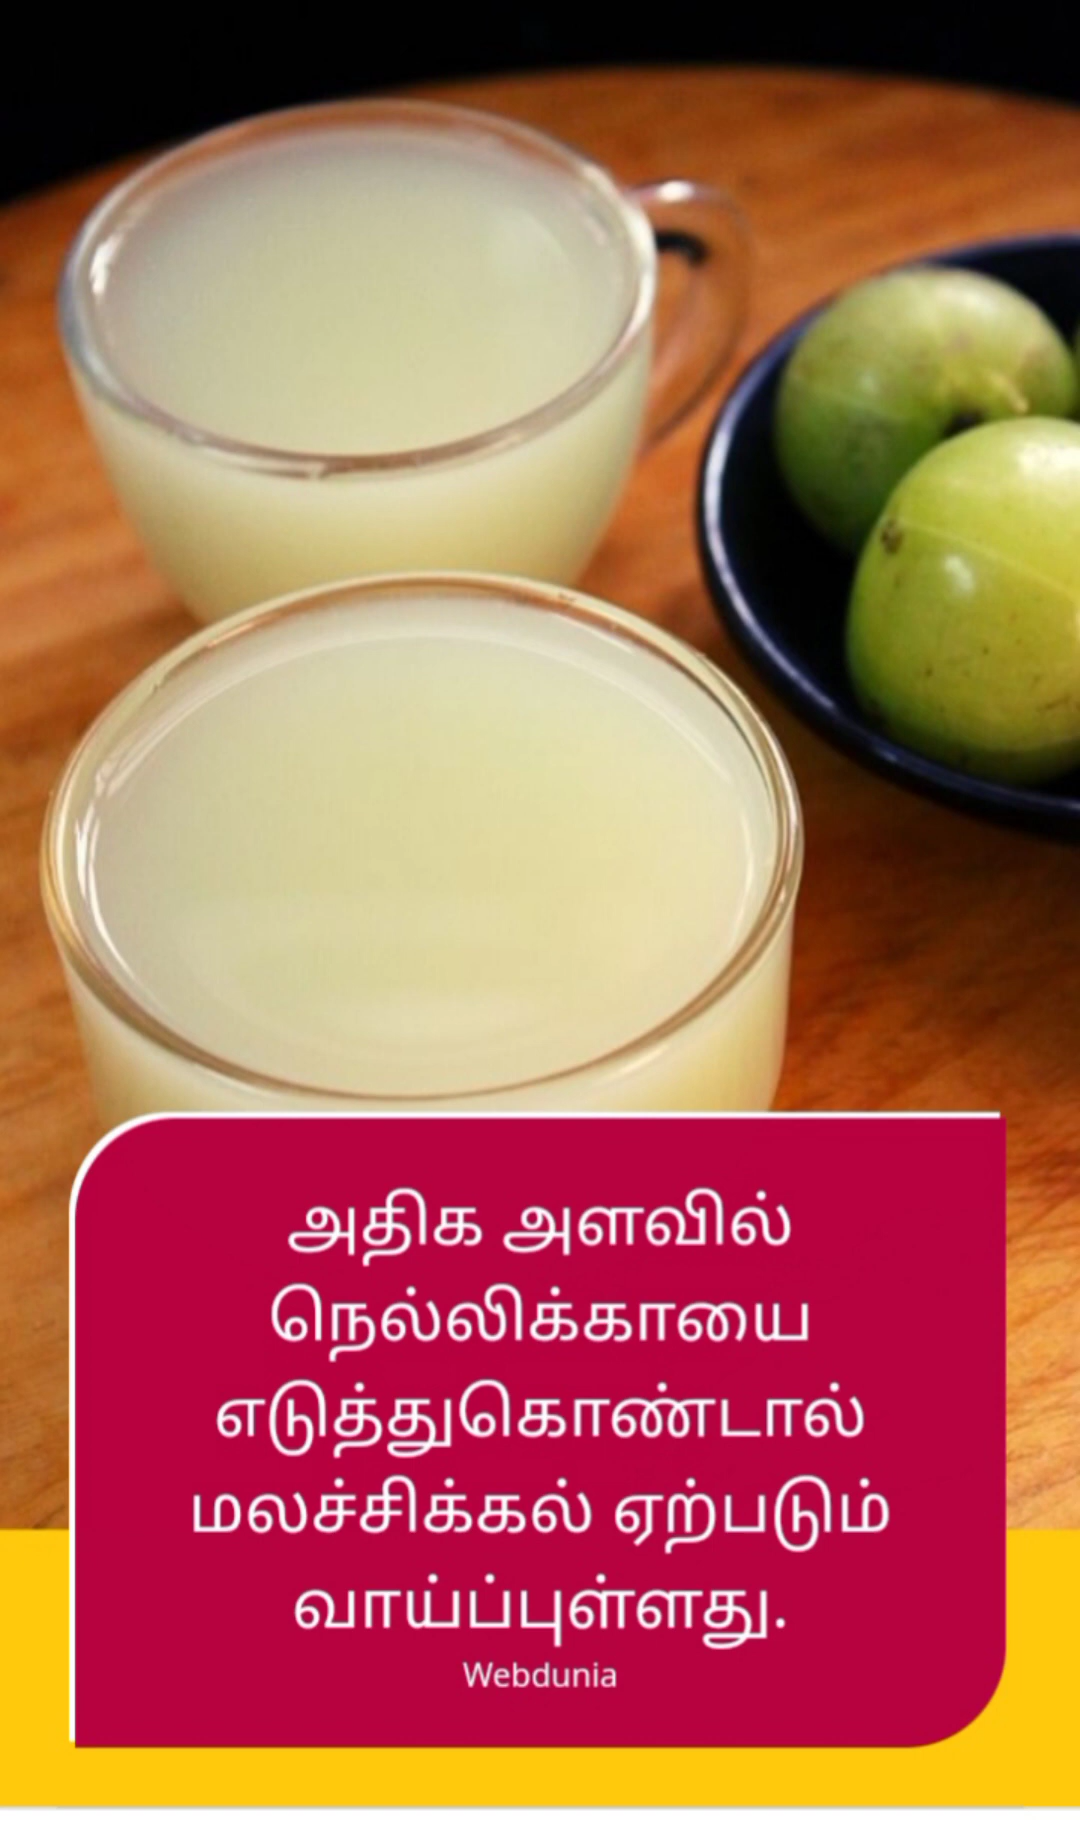 அதிக அளவில்
நெல்லிக்காயை
எடுத்துகொண்டால்
மலச்சிக்கல் ஏற்படும்
வாய்ப்புள்ளது.
Webdunia